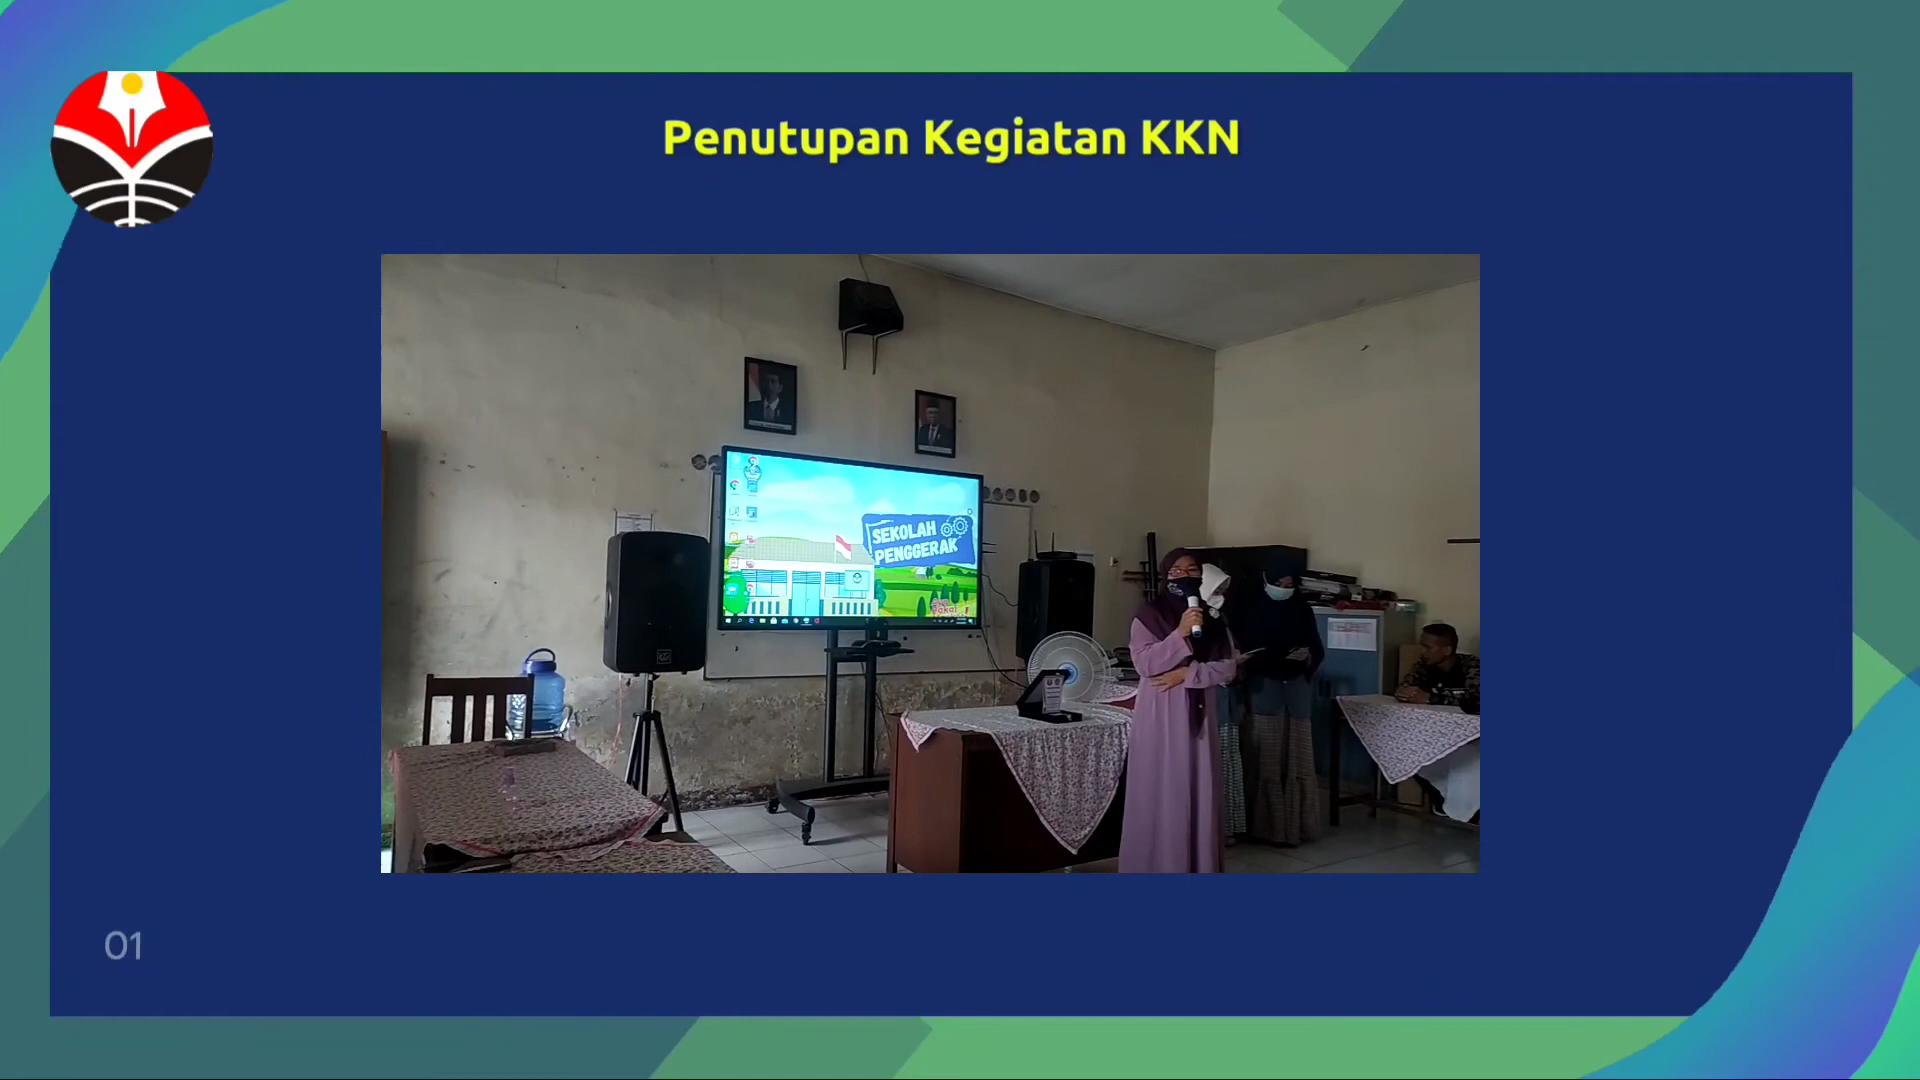 Penutupan Kegiatan KKN
SEKOLAH
PENGGERAK
01